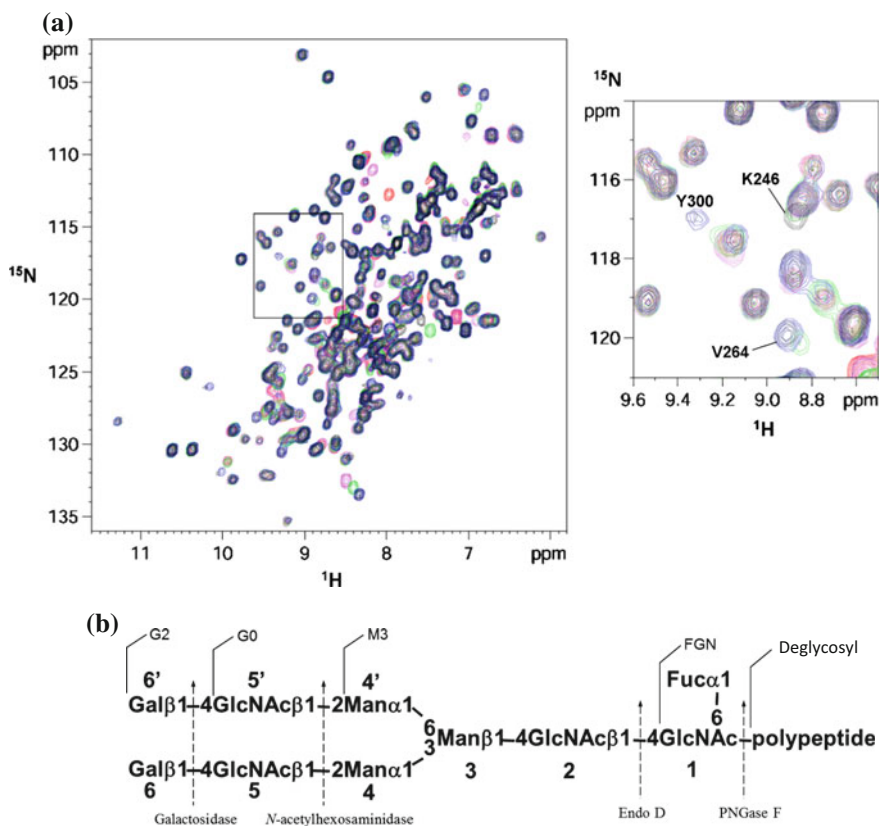 (a)
ppm
105
110
115
120
125
130
135
15N
11 10 9 8 7 ppm
1H
15N
ppm
116
118
120
Y300
K246
V264
9.6 9.4 9.2 9.0 8.8 ppm
1H
(b)
G2 G0 M3 FGN Deglycosyl
6' 5' 4' Fucα1
Galβ1–4GlcNAcβ1–2Manα1 6
6 Manβ1–4GlcNAcβ1–4GlcNAc–polypeptide
3 3 2 1
Galβ1–4GlcNAcβ1–2Manα1
6 5 4
Galactosidase N-acetylhexosaminidase Endo D PNGase F